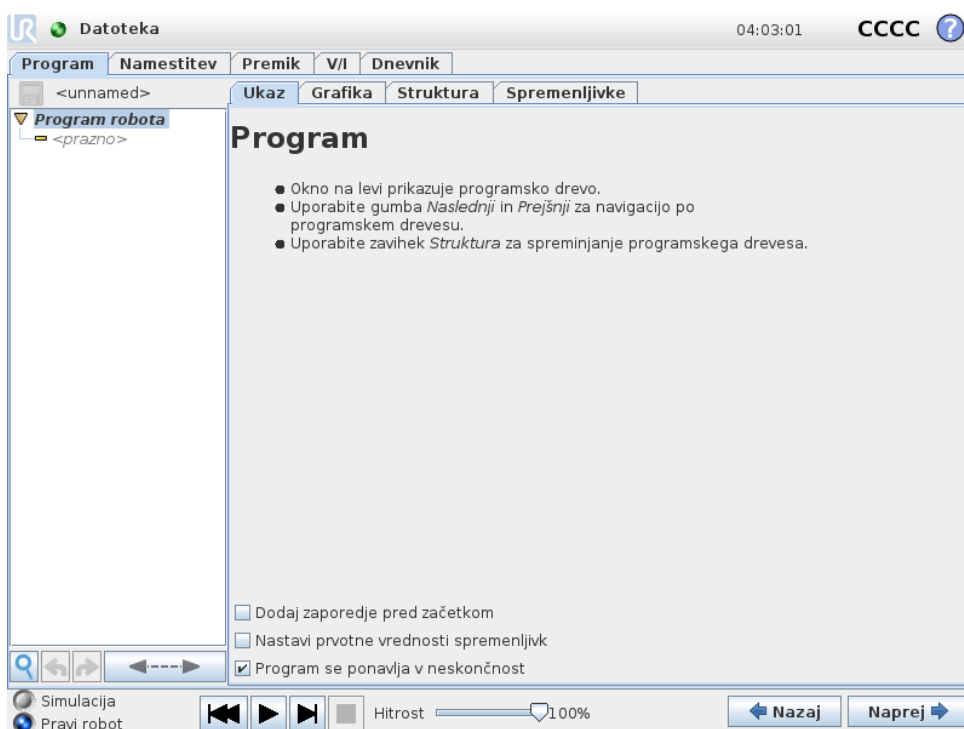 UR Datoteka 04:03:01 CCCC ?
Program Namestitev Premik V/I Dnevnik
<unnamed> Ukaz Grafika Struktura Spremenljivke
Program robota
<prazno>
Program
Okno na levi prikazuje programsko drevo.
Uporabite gumba Naslednji in Prejšnji za navigacijo po
programskem drevesu.
Uporabite zavihek Struktura za spreminjanje programskega drevesa.
Dodaj zaporedje pred začetkom
Nastavi prvotne vrednosti spremenljivk
Program se ponavlja v neskončnost
Simulacija
Pravi robot
Hitrost 100% Nazaj Naprej